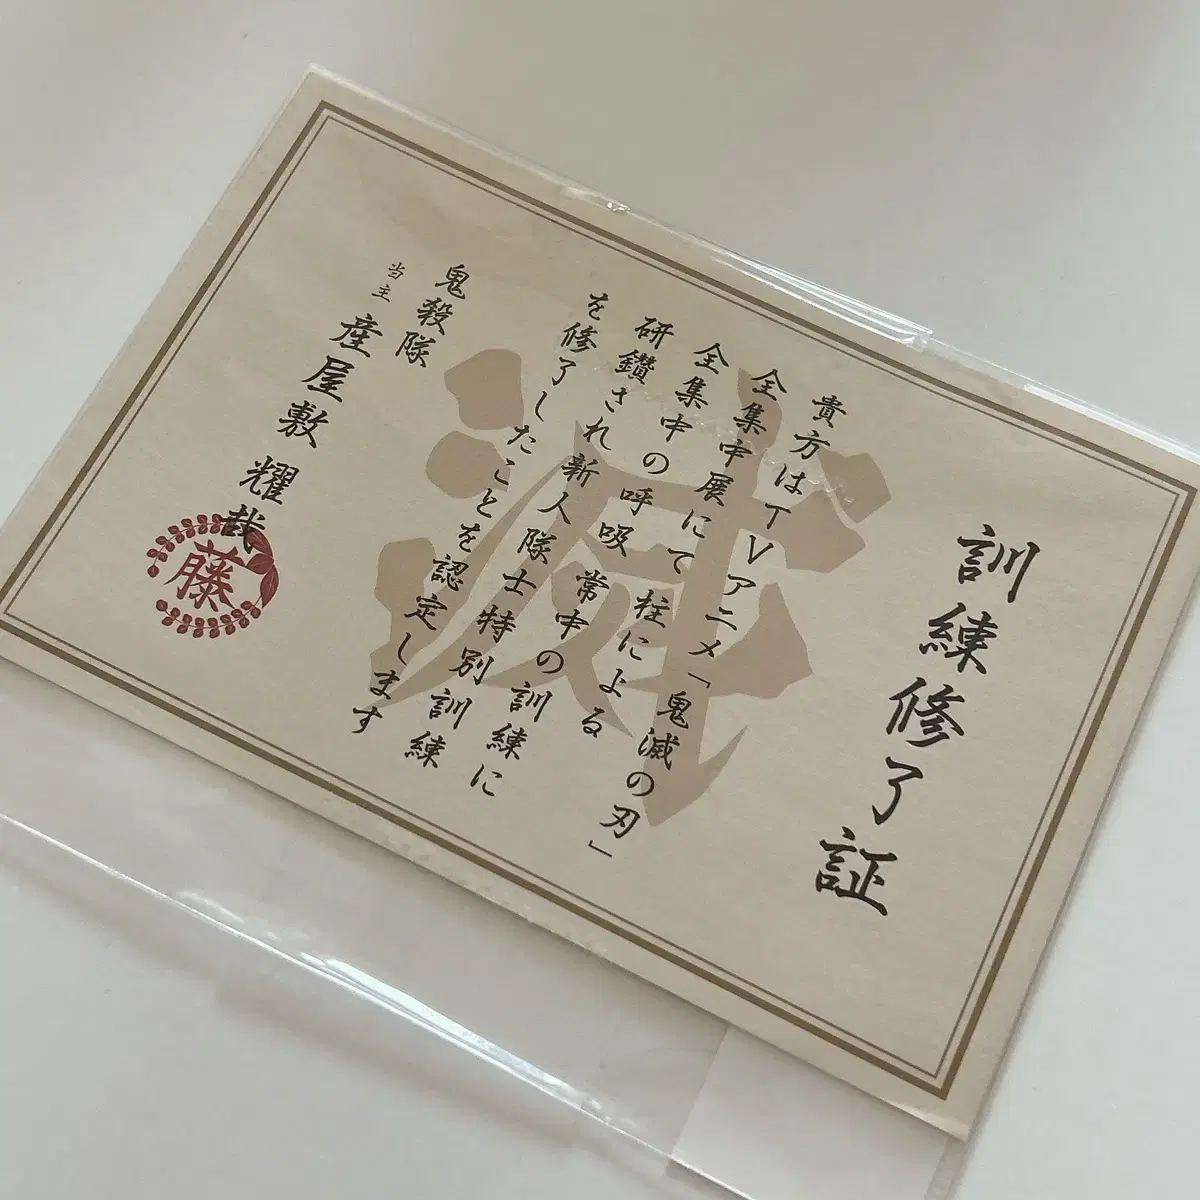 訓練修了証
貴方はTVアニメ「鬼滅の刃」
全集中展にて柱による
全集中の呼吸 常中の訓練に
研鑽され新人隊士特別訓練
を修了したことを認定します
鬼殺隊
当主 産屋敷 耀哉
藤
滅